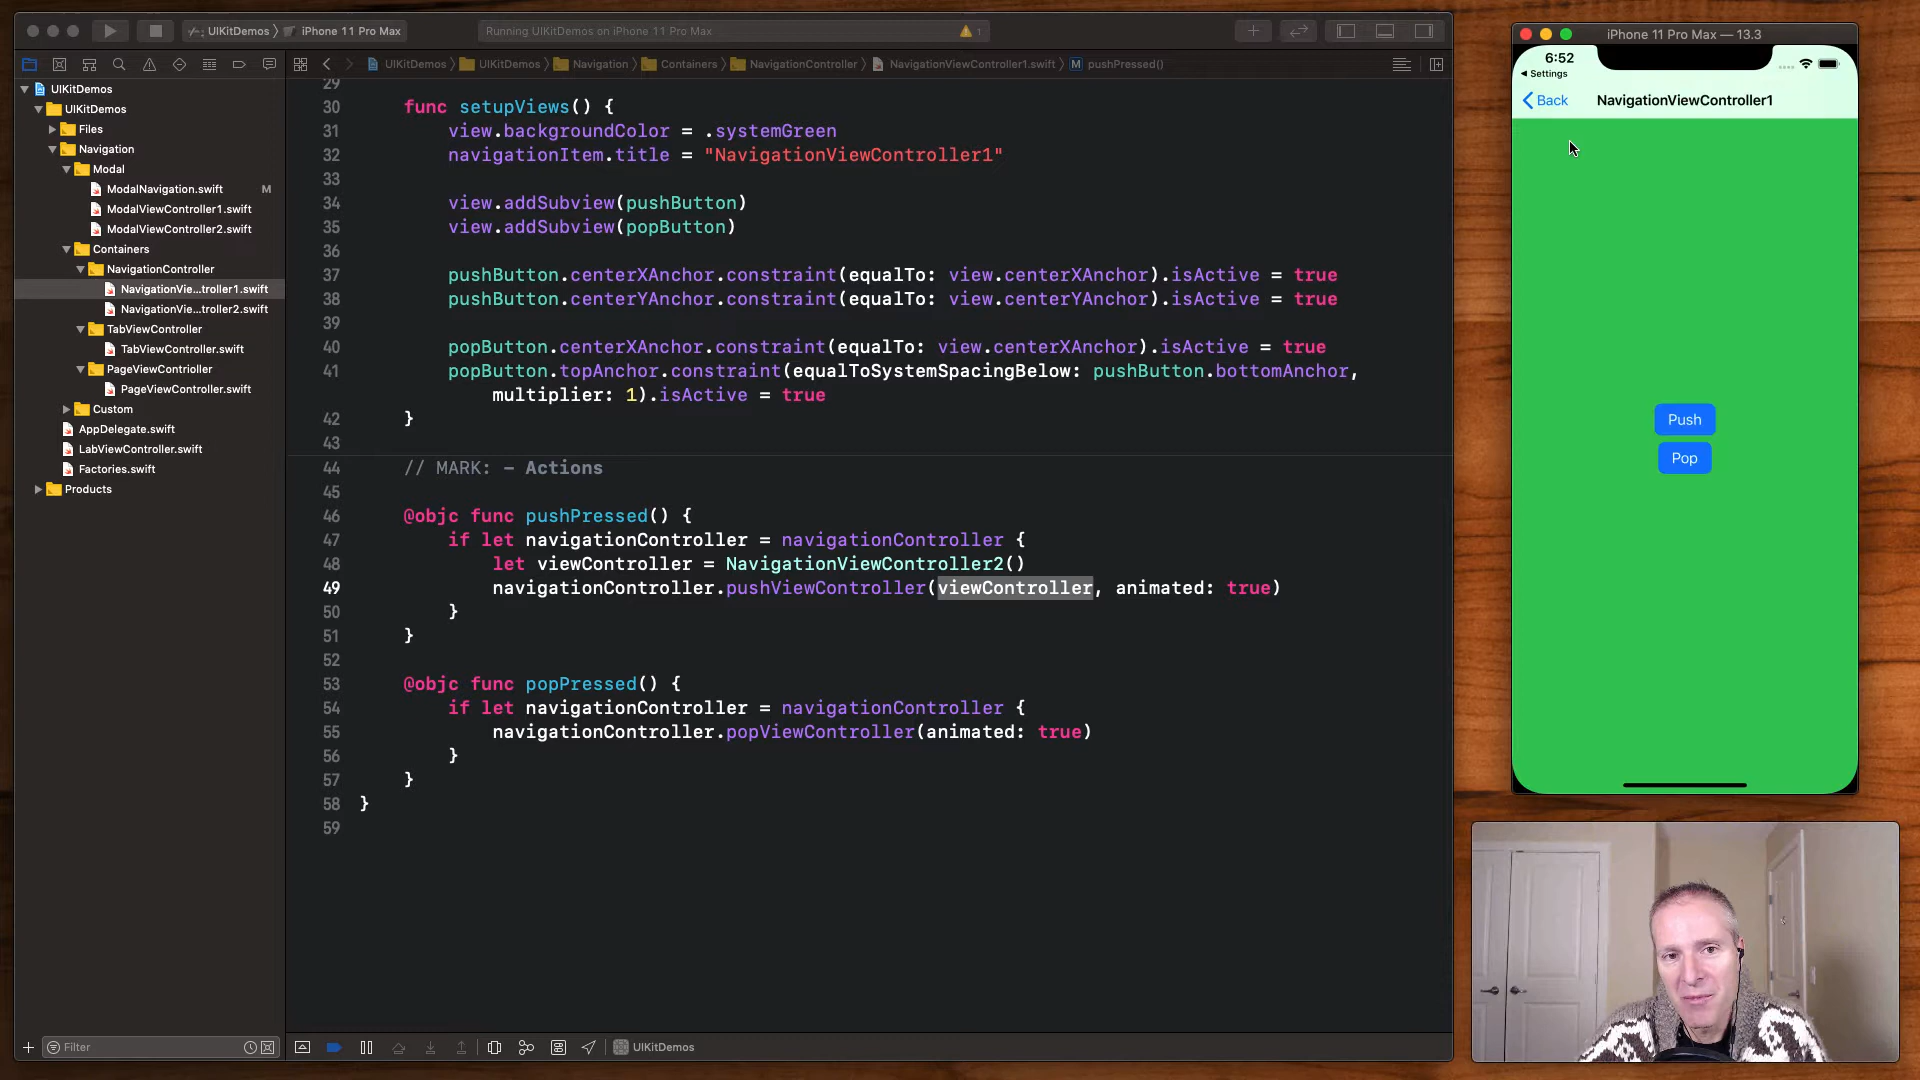 UIKitDemos
iPhone 11 Pro Max
Running UIKitDemos on iPhone 11 Pro Max
1
UIKitDemos
UIKitDemos
Navigation
Containers
NavigationController
NavigationViewController1.swift
M
pushPressed()
UIKitDemos
UIKitDemos
Files
Navigation
Modal
ModalNavigation.swift
M
ModalViewController1.swift
ModalViewController2.swift
Containers
NavigationController
NavigationVie...troller1.swift
NavigationVie...troller2.swift
TabViewController
TabViewController.swift
PageViewContrioller
PageViewController.swift
Custom
AppDelegate.swift
LabViewController.swift
Factories.swift
Products
Filter
29
30 func setupViews() {
31 view.backgroundColor = .systemGreen
32 navigationItem.title = "NavigationViewController1"
33
34 view.addSubview(pushButton)
35 view.addSubview(popButton)
36
37 pushButton.centerXAnchor.constraint(equalTo: view.centerXAnchor).isActive = true
38 pushButton.centerYAnchor.constraint(equalTo: view.centerYAnchor).isActive = true
39
40 popButton.centerXAnchor.constraint(equalTo: view.centerXAnchor).isActive = true
41 popButton.topAnchor.constraint(equalToSystemSpacingBelow: pushButton.bottomAnchor,
multiplier: 1).isActive = true
42 }
43
44 // MARK: - Actions
45
46 @objc func pushPressed() {
47 if let navigationController = navigationController {
48 let viewController = NavigationViewController2()
49 navigationController.pushViewController(viewController, animated: true)
50 }
51 }
52
53 @objc func popPressed() {
54 if let navigationController = navigationController {
55 navigationController.popViewController(animated: true)
56 }
57 }
58 }
59
UIKitDemos
iPhone 11 Pro Max — 13.3
6:52
Settings
Back
NavigationViewController1
Push
Pop